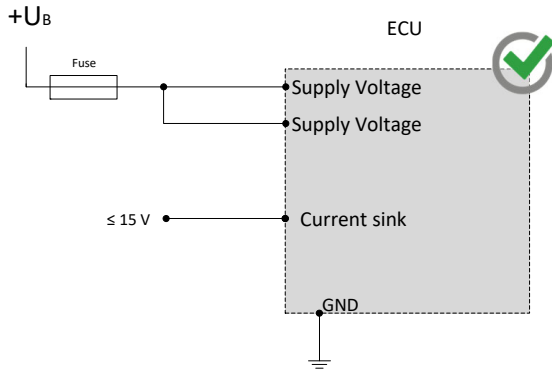 +UB
ECU
Fuse
Supply Voltage
Supply Voltage
≤ 15 V
Current sink
GND